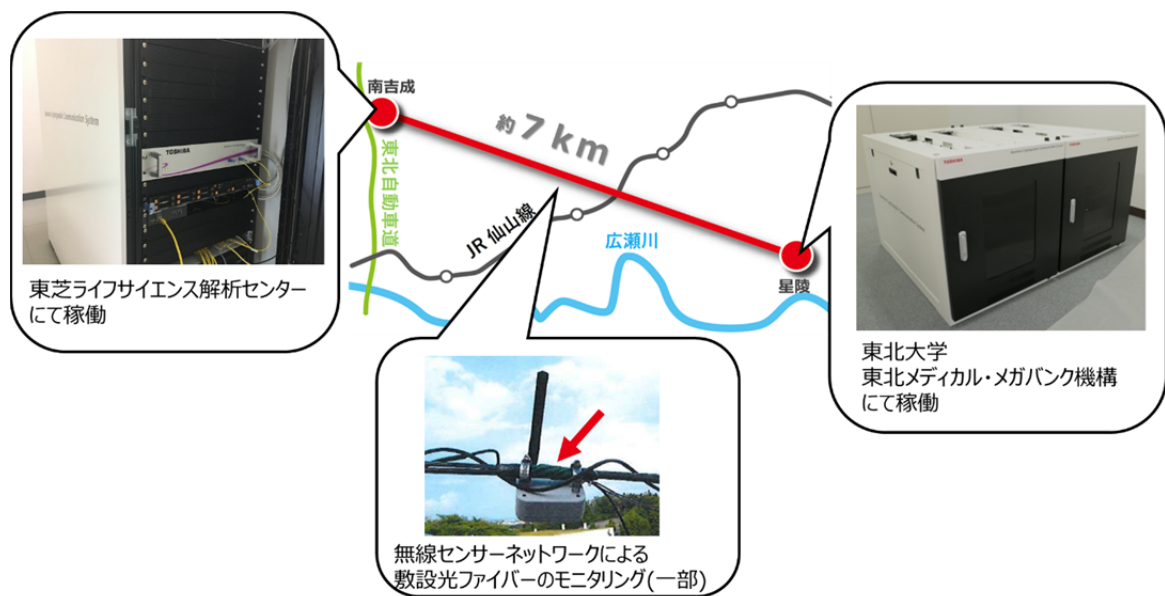 TOSHIBA
東芝ライフサイエンス解析センター
にて稼働
南吉成
約7km
東北自動車道
JR 仙山線
広瀬川
星陵
TOSHIBA
東北大学
東北メディカル・メガバンク機構
にて稼働
無線センサーネットワークによる
敷設光ファイバーのモニタリング(一部)